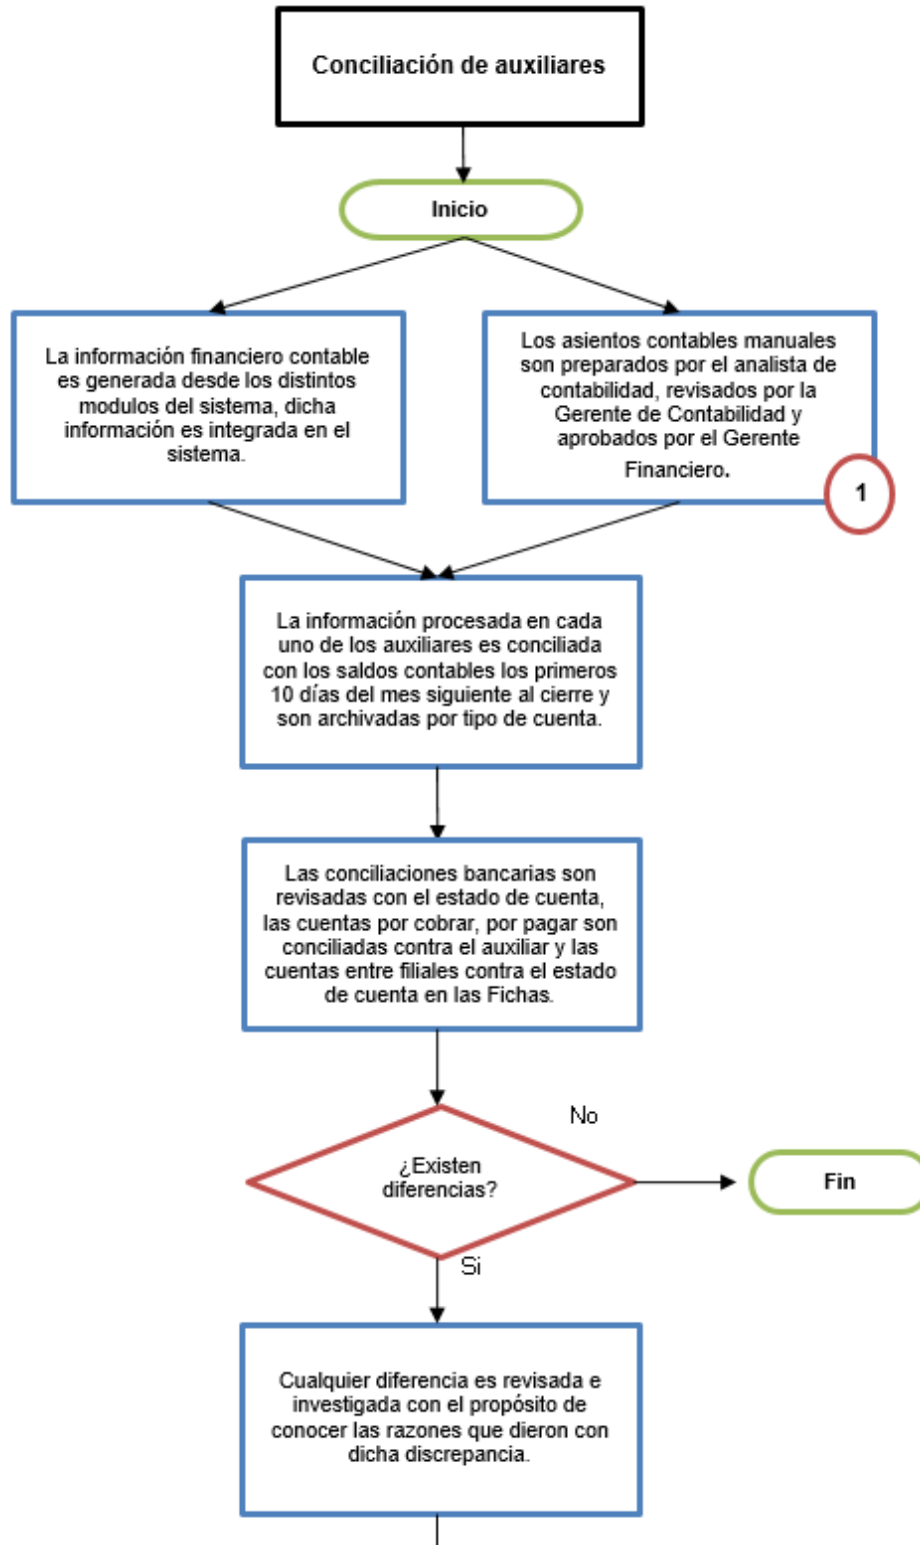 Conciliación de auxiliares
Inicio
La información financiero contable
es generada desde los distintos
modulos del sistema, dicha
información es integrada en el
sistema.
Los asientos contables manuales
son preparados por el analista de
contabilidad, revisados por la
Gerente de Contabilidad y
aprobados por el Gerente
Financiero.
1
La información procesada en cada
uno de los auxiliares es conciliada
con los saldos contables los primeros
10 días del mes siguiente al cierre y
son archivadas por tipo de cuenta.
Las conciliaciones bancarias son
revisadas con el estado de cuenta,
las cuentas por cobrar, por pagar son
conciliadas contra el auxiliar y las
cuentas entre filiales contra el estado
de cuenta en las Fichas.
No
¿Existen
diferencias?
Fin
Si
Cualquier diferencia es revisada e
investigada con el propósito de
conocer las razones que dieron con
dicha discrepancia.